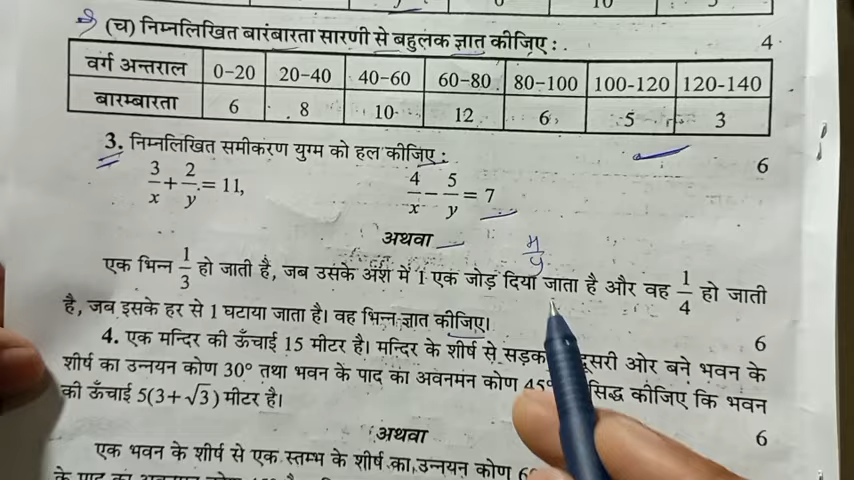 10
(च) निम्नलिखित बारंबारता सारणी से बहुलक ज्ञात कीजिए : 4
वर्ग अन्तराल 0–20 20–40 40–60 60–80 80–100 100-120 120-140
बारम्बारता 6 8 10 12 6 5 3
3. निम्नलिखित समीकरण युग्म को हल कीजिए : 6
3/x + 2/y = 11, 4/x − 5/y = 7
अथवा
एक भिन्न 1/3 हो जाती है, जब उसके अंश में 1 एक जोड़ दिया जाता है और वह 1/4 हो जाती
है, जब इसके हर से 1 घटाया जाता है। वह भिन्न ज्ञात कीजिए। 6
4. एक मन्दिर की ऊँचाई 15 मीटर है। मन्दिर के शीर्ष से सड़क दूसरी ओर बने भवन के
शीर्ष का उन्नयन कोण 30° तथा भवन के पाद का अवनमन कोण 45° सिद्ध कीजिए कि भवन
की ऊँचाई 5(3+√3) मीटर है। 6
अथवा
एक भवन के शीर्ष से एक स्तम्भ के शीर्ष का उन्नयन कोण